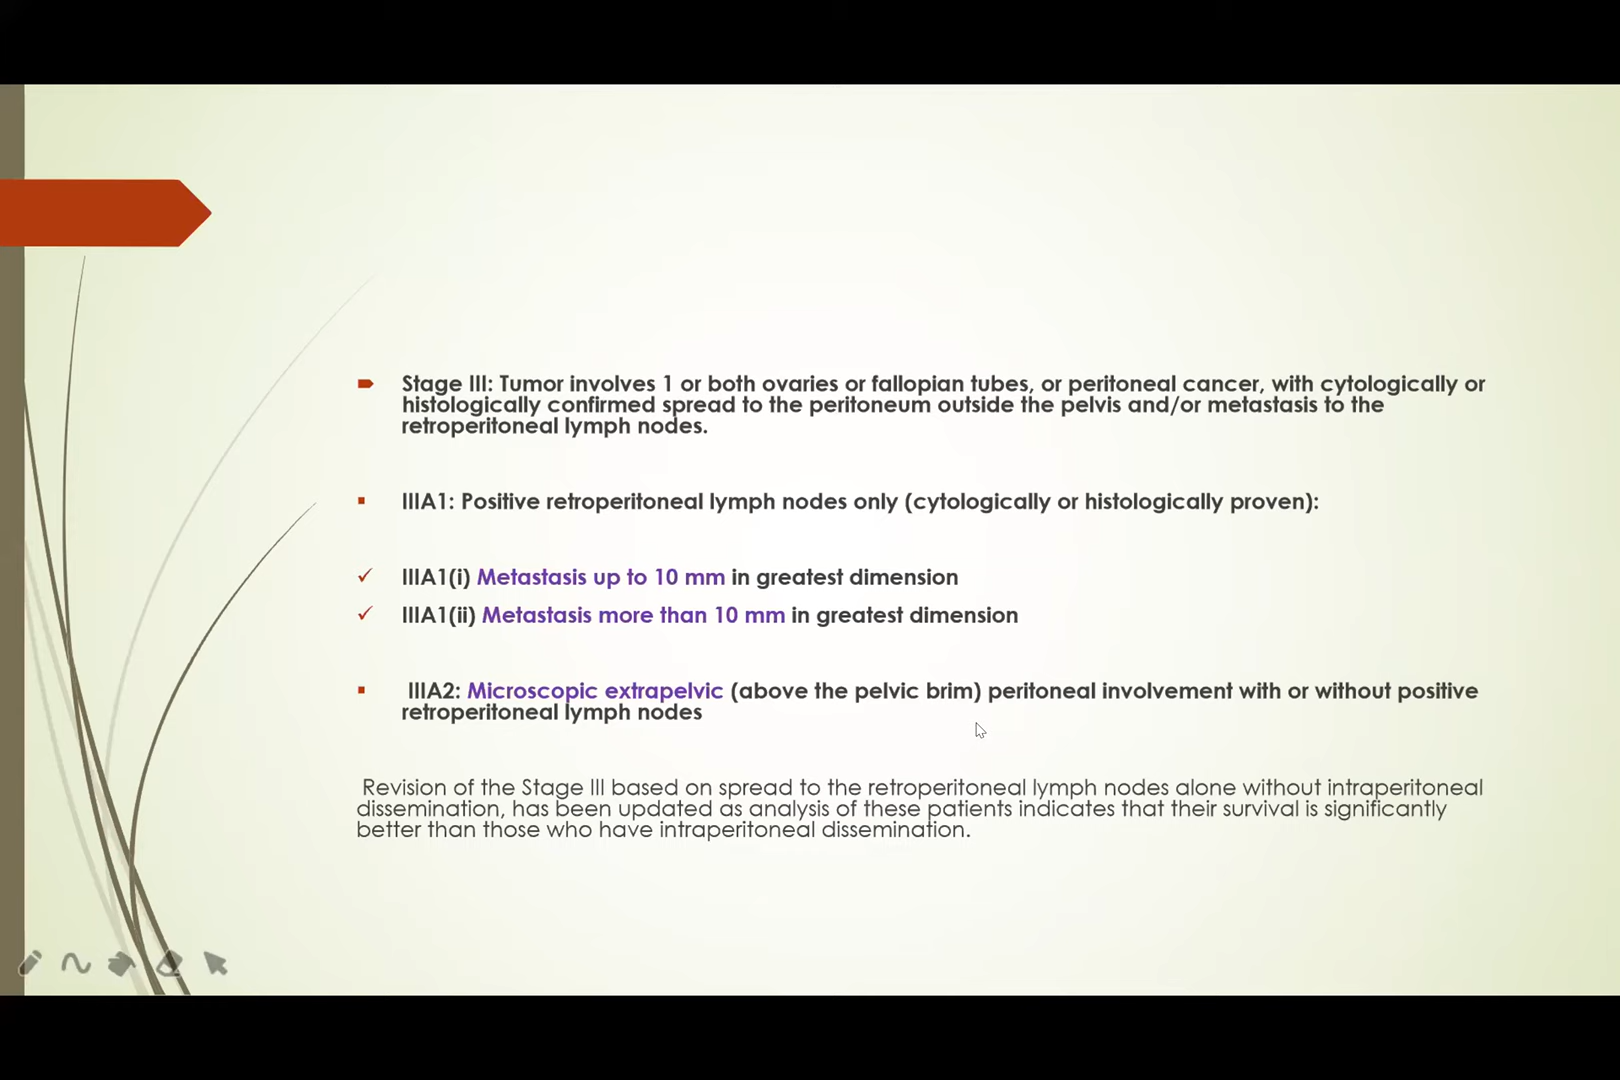 Stage III: Tumor involves 1 or both ovaries or fallopian tubes, or peritoneal cancer, with cytologically or
histologically confirmed spread to the peritoneum outside the pelvis and/or metastasis to the
retroperitoneal lymph nodes.
IIIA1: Positive retroperitoneal lymph nodes only (cytologically or histologically proven):
IIIA1(i) Metastasis up to 10 mm in greatest dimension
IIIA1(ii) Metastasis more than 10 mm in greatest dimension
IIIA2: Microscopic extrapelvic (above the pelvic brim) peritoneal involvement with or without positive
retroperitoneal lymph nodes
Revision of the Stage III based on spread to the retroperitoneal lymph nodes alone without intraperitoneal
dissemination, has been updated as analysis of these patients indicates that their survival is significantly
better than those who have intraperitoneal dissemination.